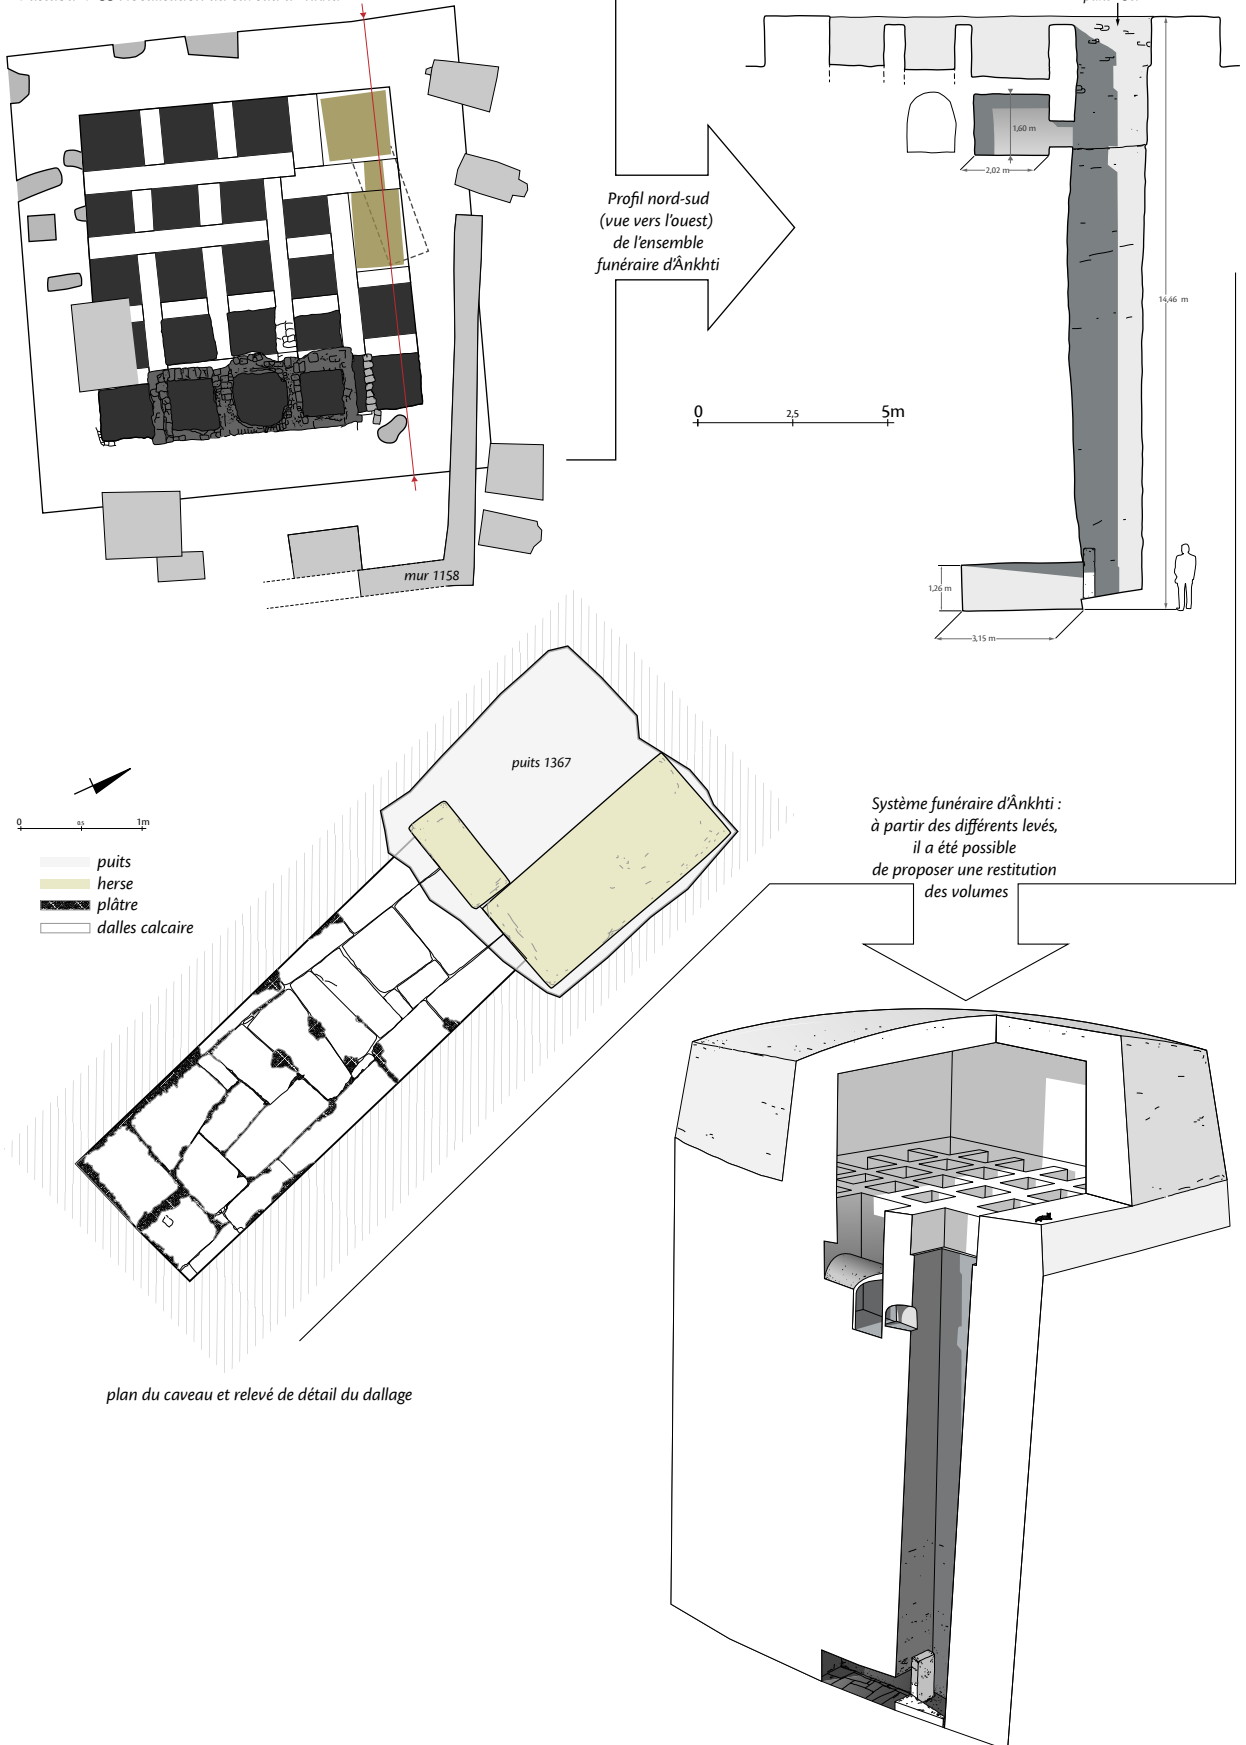 Profil nord-sud
(vue vers l'ouest)
de l'ensemble
funéraire d'Ânkhti
1,60 m
2,02 m
14,46 m
0 2,5 5m
1,26 m
3,15 m
mur 1158
puits 1367
0 0,5 1m
puits
herse
plâtre
dalles calcaire
Système funéraire d'Ânkhti :
à partir des différents levés,
il a été possible
de proposer une restitution
des volumes
plan du caveau et relevé de détail du dallage